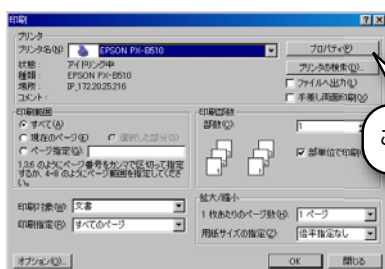 印刷
プリンタ
プリンタ名(N): EPSON PX-B510
プロパティ(P)
状態: アイドリング中
プリンタの検索(D)...
種類: EPSON PX-B510
場所: IP_172.20.25.216
ファイルへ出力(L)
コメント:
手差し両面印刷(X)
印刷範囲
すべて(A)
現在のページ(E) 選択した部分(S)
ページ指定(G):
1,3,6 のようにページ番号をカンマで区切って指定
するか、4-8 のようにページ範囲を指定してくださ
い。
印刷部数
部数(C): 1
部単位で印刷
印刷対象(W): 文書
印刷指定(R): すべてのページ
拡大/縮小
1 枚あたりのページ数(H): 1 ページ
用紙サイズの指定(Z): 倍率指定なし
オプション(O)...
OK
閉じる